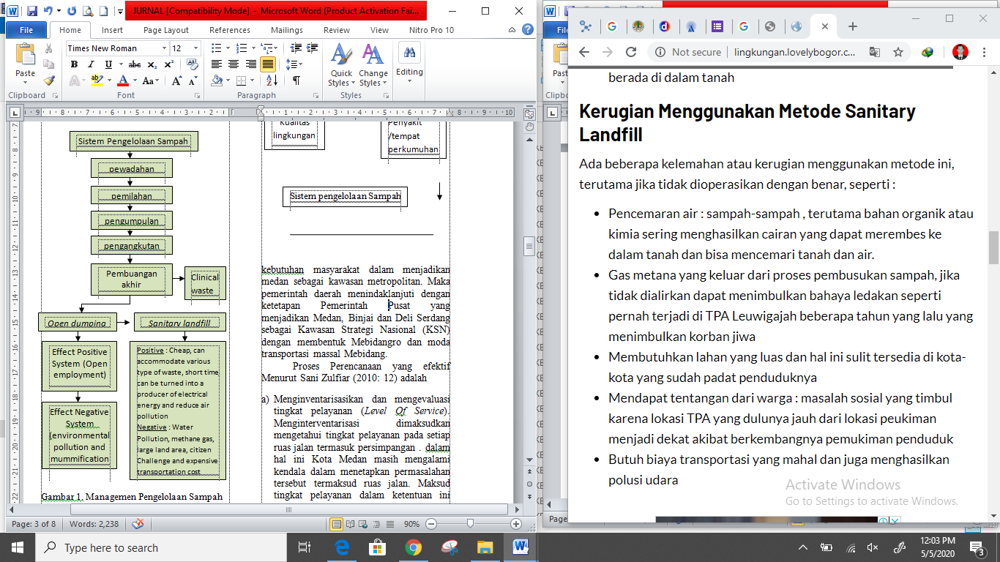 JURNAL [Compatibility Mode] - Microsoft Word (Product Activation Fai...
File Home Insert Page Layout References Mailings Review View Nitro Pro 10
Times New Roman 12
Paste
Quick Styles
Change Styles
Editing
Clipboard Font Paragraph Styles
Sistem Pengelolaan Sampah
pewadahan
pemilahan
pengumpulan
pengangkutan
Pembuangan
akhir
Clinical
waste
Open dumping
Sanitary landfill
Effect Positive
System (Open
employment)
Effect Negative
System
(environmental
pollution and
mummification
Positive : Cheap, can
accommodate various
type of waste, short time
can be turned into a
producer of electrical
energy and reduce air
pollution
Negative : Water
Pollution, methane gas,
large land area, citizen
Challenge and expensive
transportation cost
Gambar 1. Managemen Pengelolaan Sampah
Kualitas
lingkungan
Penyakit
/tempat
perkumuhan
Sistem pengelolaan Sampah
kebutuhan masyarakat dalam menjadikan
medan sebagai kawasan metropolitan. Maka
pemerintah daerah menindaklanjuti dengan
ketetapan Pemerintah Pusat yang
menjadikan Medan, Binjai dan Deli Serdang
sebagai Kawasan Strategi Nasional (KSN)
dengan membentuk Mebidangro dan moda
transportasi massal Mebidang.
Proses Perencanaan yang efektif
Menurut Sani Zulfiar (2010: 12) adalah
a) Menginventarisasikan dan mengevaluasi
tingkat pelayanan (Level Of Service).
Menginterventarisasi dimaksudkan
mengetahui tingkat pelayanan pada setiap
ruas jalan termasuk persimpangan . dalam
hal ini Kota Medan masih mengalami
kendala dalam menetapkan permasalahan
tersebut termaksud ruas jalan. Maksud
tingkat pelayanan dalam ketentuan ini
Page: 3 of 8 Words: 2,238 90%
Not secure lingkungan.lovelybogor.c...
berada di dalam tanah
Kerugian Menggunakan Metode Sanitary
Landfill
Ada beberapa kelemahan atau kerugian menggunakan metode ini,
terutama jika tidak dioperasikan dengan benar, seperti :
• Pencemaran air : sampah-sampah , terutama bahan organik atau
kimia sering menghasilkan cairan yang dapat merembes ke
dalam tanah dan bisa mencemari tanah dan air.
• Gas metana yang keluar dari proses pembusukan sampah, jika
tidak dialirkan dapat menimbulkan bahaya ledakan seperti
pernah terjadi di TPA Leuwigajah beberapa tahun yang lalu yang
menimbulkan korban jiwa
• Membutuhkan lahan yang luas dan hal ini sulit tersedia di kota-
kota yang sudah padat penduduknya
• Mendapat tentangan dari warga : masalah sosial yang timbul
karena lokasi TPA yang dulunya jauh dari lokasi peukiman
menjadi dekat akibat berkembangnya pemukiman penduduk
• Butuh biaya transportasi yang mahal dan juga menghasilkan
polusi udara
Activate Windows
Go to Settings to activate Windows.
Type here to search
12:03 PM
5/5/2020
3